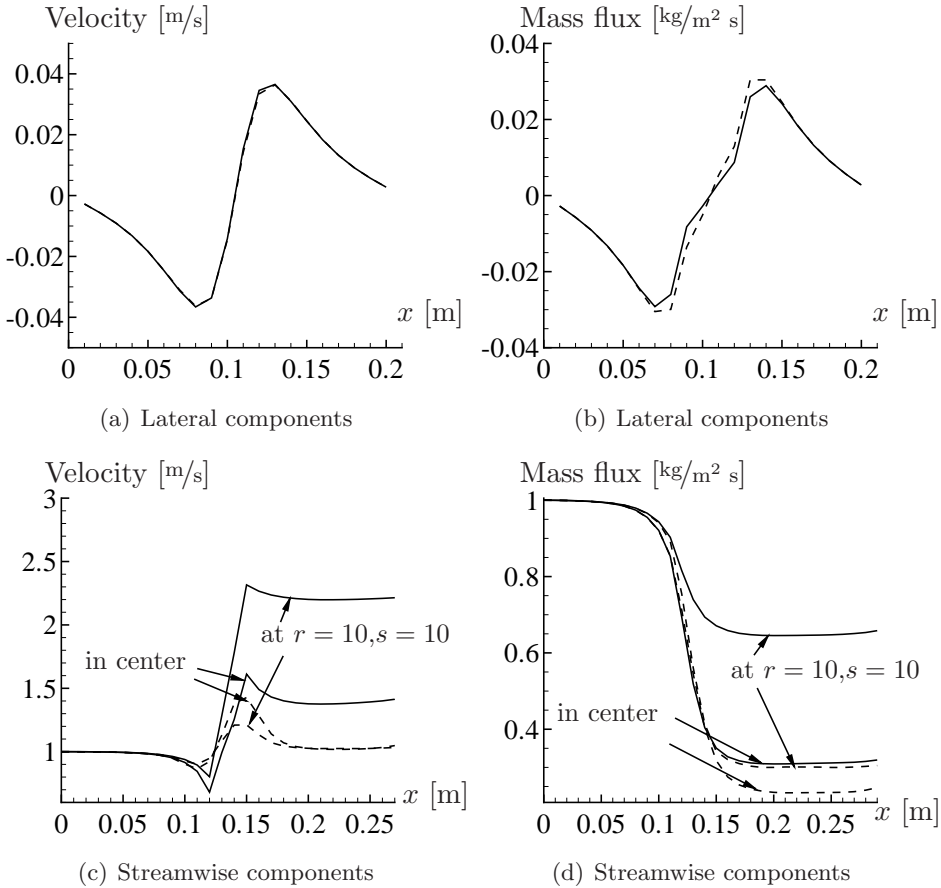 Velocity [m/s]
0.04
0.02
0
-0.02
-0.04
x [m]
0 0.05 0.1 0.15 0.2
(a) Lateral components
Mass flux [kg/m² s]
0.04
0.02
0
-0.02
-0.04
x [m]
0 0.05 0.1 0.15 0.2
(b) Lateral components
Velocity [m/s]
3
2.5
2
1.5
1
at r = 10,s = 10
in center
x [m]
0 0.05 0.1 0.15 0.2 0.25
(c) Streamwise components
Mass flux [kg/m² s]
1
0.8
0.6
0.4
at r = 10,s = 10
in center
x [m]
0 0.05 0.1 0.15 0.2 0.25
(d) Streamwise components